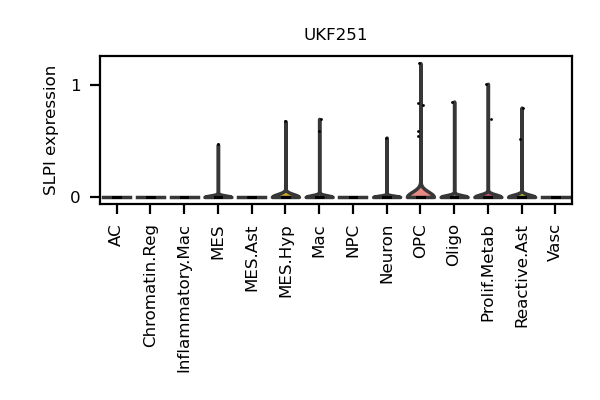 UKF251
SLPI expression
1
0
AC
Chromatin.Reg
Inflammatory.Mac
MES
MES.Ast
MES.Hyp
Mac
NPC
Neuron
OPC
Oligo
Prolif.Metab
Reactive.Ast
Vasc